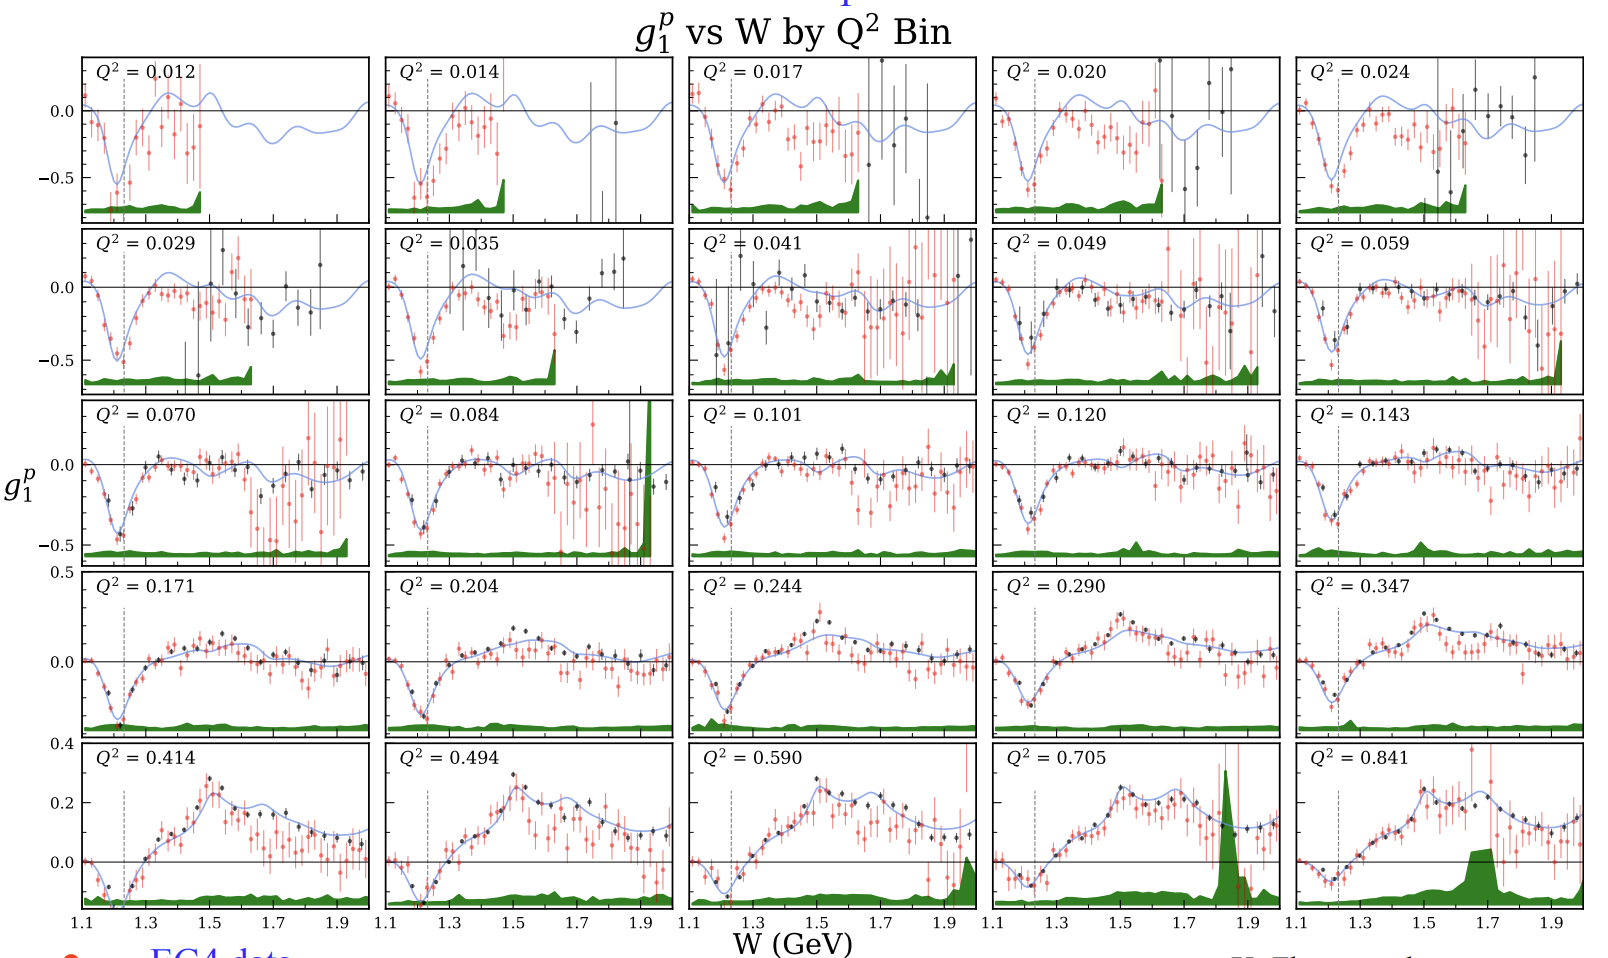 g₁ᵖ vs W by Q² Bin
Q² = 0.012
Q² = 0.014
Q² = 0.017
Q² = 0.020
Q² = 0.024
0.0
−0.5
Q² = 0.029
Q² = 0.035
Q² = 0.041
Q² = 0.049
Q² = 0.059
0.0
−0.5
Q² = 0.070
Q² = 0.084
Q² = 0.101
Q² = 0.120
Q² = 0.143
0.0
g₁ᵖ
−0.5
0.5
Q² = 0.171
Q² = 0.204
Q² = 0.244
Q² = 0.290
Q² = 0.347
0.0
0.4
Q² = 0.414
Q² = 0.494
Q² = 0.590
Q² = 0.705
Q² = 0.841
0.2
0.0
1.1 1.3 1.5 1.7 1.9 1.1 1.3 1.5 1.7 1.9 1.1 1.3 1.5 1.7 1.9 1.1 1.3 1.5 1.7 1.9 1.1 1.3 1.5 1.7 1.9
W (GeV)
EG4 data